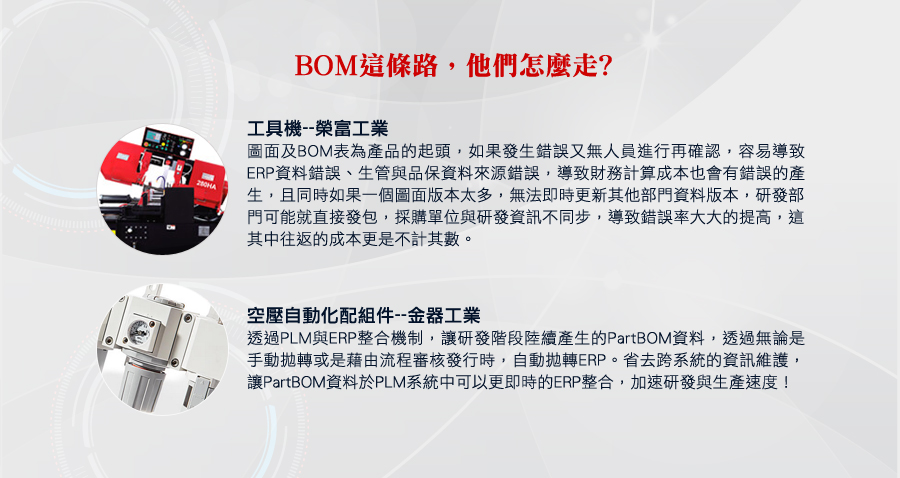 BOM這條路，他們怎麼走?
工具機--榮富工業
圖面及BOM表為產品的起頭，如果發生錯誤又無人員進行再確認，容易導致
ERP資料錯誤、生管與品保資料來源錯誤，導致財務計算成本也會有錯誤的產
生，且同時如果一個圖面版本太多，無法即時更新其他部門資料版本，研發部
門可能就直接發包，採購單位與研發資訊不同步，導致錯誤率大大的提高，這
其中往返的成本更是不計其數。
280HA
空壓自動化配組件--金器工業
透過PLM與ERP整合機制，讓研發階段陸續產生的PartBOM資料，透過無論是
手動拋轉或是藉由流程審核發行時，自動拋轉ERP。省去跨系統的資訊維護，
讓PartBOM資料於PLM系統中可以更即時的ERP整合，加速研發與生產速度！